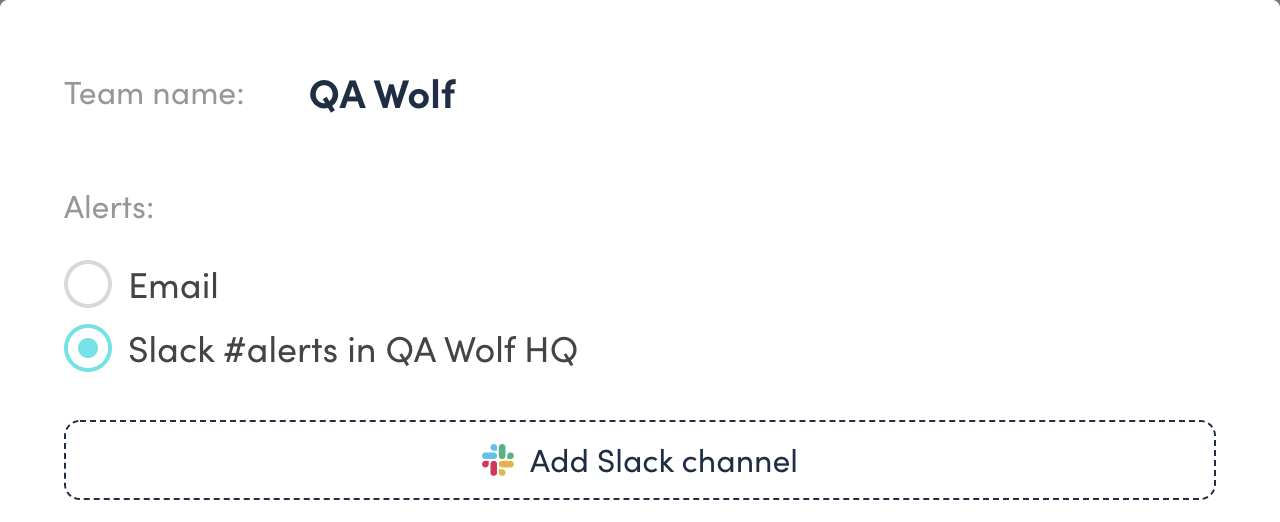 Team name: QA Wolf
Alerts:
Email
Slack #alerts in QA Wolf HQ
Add Slack channel